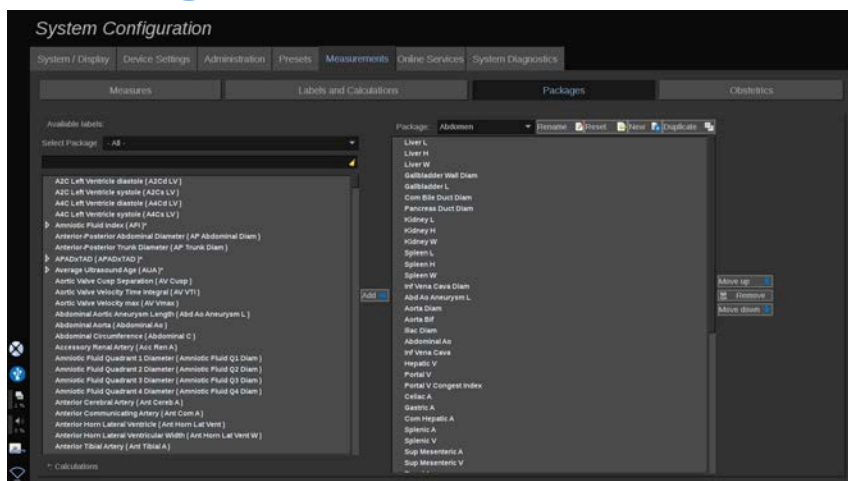 System Configuration
System / Display Device Settings Administration Presets Measurements Online Services System Diagnostics
Measures Labels and Calculations Packages Obstetrics
Available labels:
Select Package - All -
A2C Left Ventricle diastole ( A2Cd LV )
A2C Left Ventricle systole ( A2Cs LV )
A4C Left Ventricle diastole ( A4Cd LV )
A4C Left Ventricle systole ( A4Cs LV )
Amniotic Fluid Index ( AFI )*
Anterior-Posterior Abdominal Diameter ( AP Abdominal Diam )
Anterior-Posterior Trunk Diameter ( AP Trunk Diam )
APADxTAD ( APADxTAD )*
Average Ultrasound Age ( AUA )*
Aortic Valve Cusp Separation ( AV Cusp )
Aortic Valve Velocity Time Integral ( AV VTI )
Aortic Valve Velocity max ( AV Vmax )
Abdominal Aortic Aneurysm Length ( Abd Ao Aneurysm L )
Abdominal Aorta ( Abdominal Ao )
Abdominal Circumference ( Abdominal C )
Accessory Renal Artery ( Acc Ren A )
Amniotic Fluid Quadrant 1 Diameter ( Amniotic Fluid Q1 Diam )
Amniotic Fluid Quadrant 2 Diameter ( Amniotic Fluid Q2 Diam )
Amniotic Fluid Quadrant 3 Diameter ( Amniotic Fluid Q3 Diam )
Amniotic Fluid Quadrant 4 Diameter ( Amniotic Fluid Q4 Diam )
Anterior Cerebral Artery ( Ant Cereb A )
Anterior Communicating Artery ( Ant Com A )
Anterior Horn Lateral Ventricle ( Ant Horn Lat Vent )
Anterior Horn Lateral Ventricular Width ( Ant Horn Lat Vent W )
Anterior Tibial Artery ( Ant Tibial A )
*: Calculations
Add
Package: Abdomen Rename Reset New Duplicate
Liver L
Liver H
Liver W
Gallbladder Wall Diam
Gallbladder L
Com Bile Duct Diam
Pancreas Duct Diam
Kidney L
Kidney H
Kidney W
Spleen L
Spleen H
Spleen W
Inf Vena Cava Diam
Abd Ao Aneurysm L
Aorta Diam
Aorta Bif
Iliac Diam
Abdominal Ao
Inf Vena Cava
Hepatic V
Portal V
Portal V Congest Index
Celiac A
Gastric A
Com Hepatic A
Splenic A
Splenic V
Sup Mesenteric A
Sup Mesenteric V
Move up
Remove
Move down